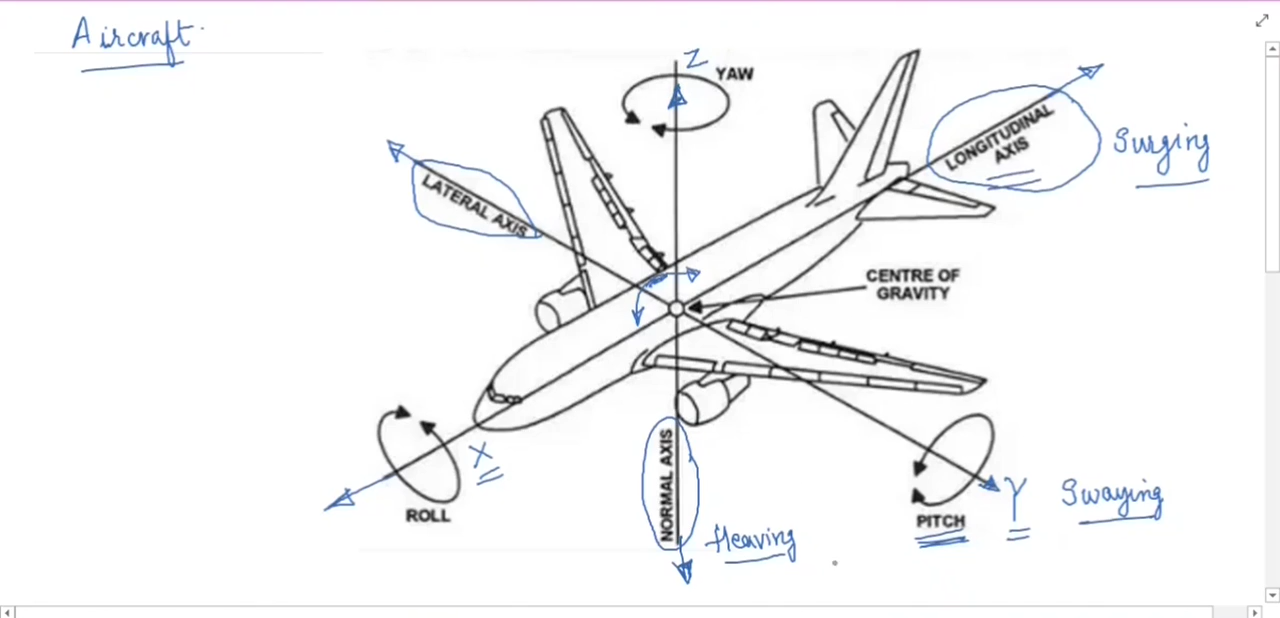 Aircraft
Z
YAW
LONGITUDINAL
AXIS
Surging
LATERAL AXIS
CENTRE OF
GRAVITY
X
ROLL
NORMAL AXIS
Heaving
PITCH
Y
Swaying